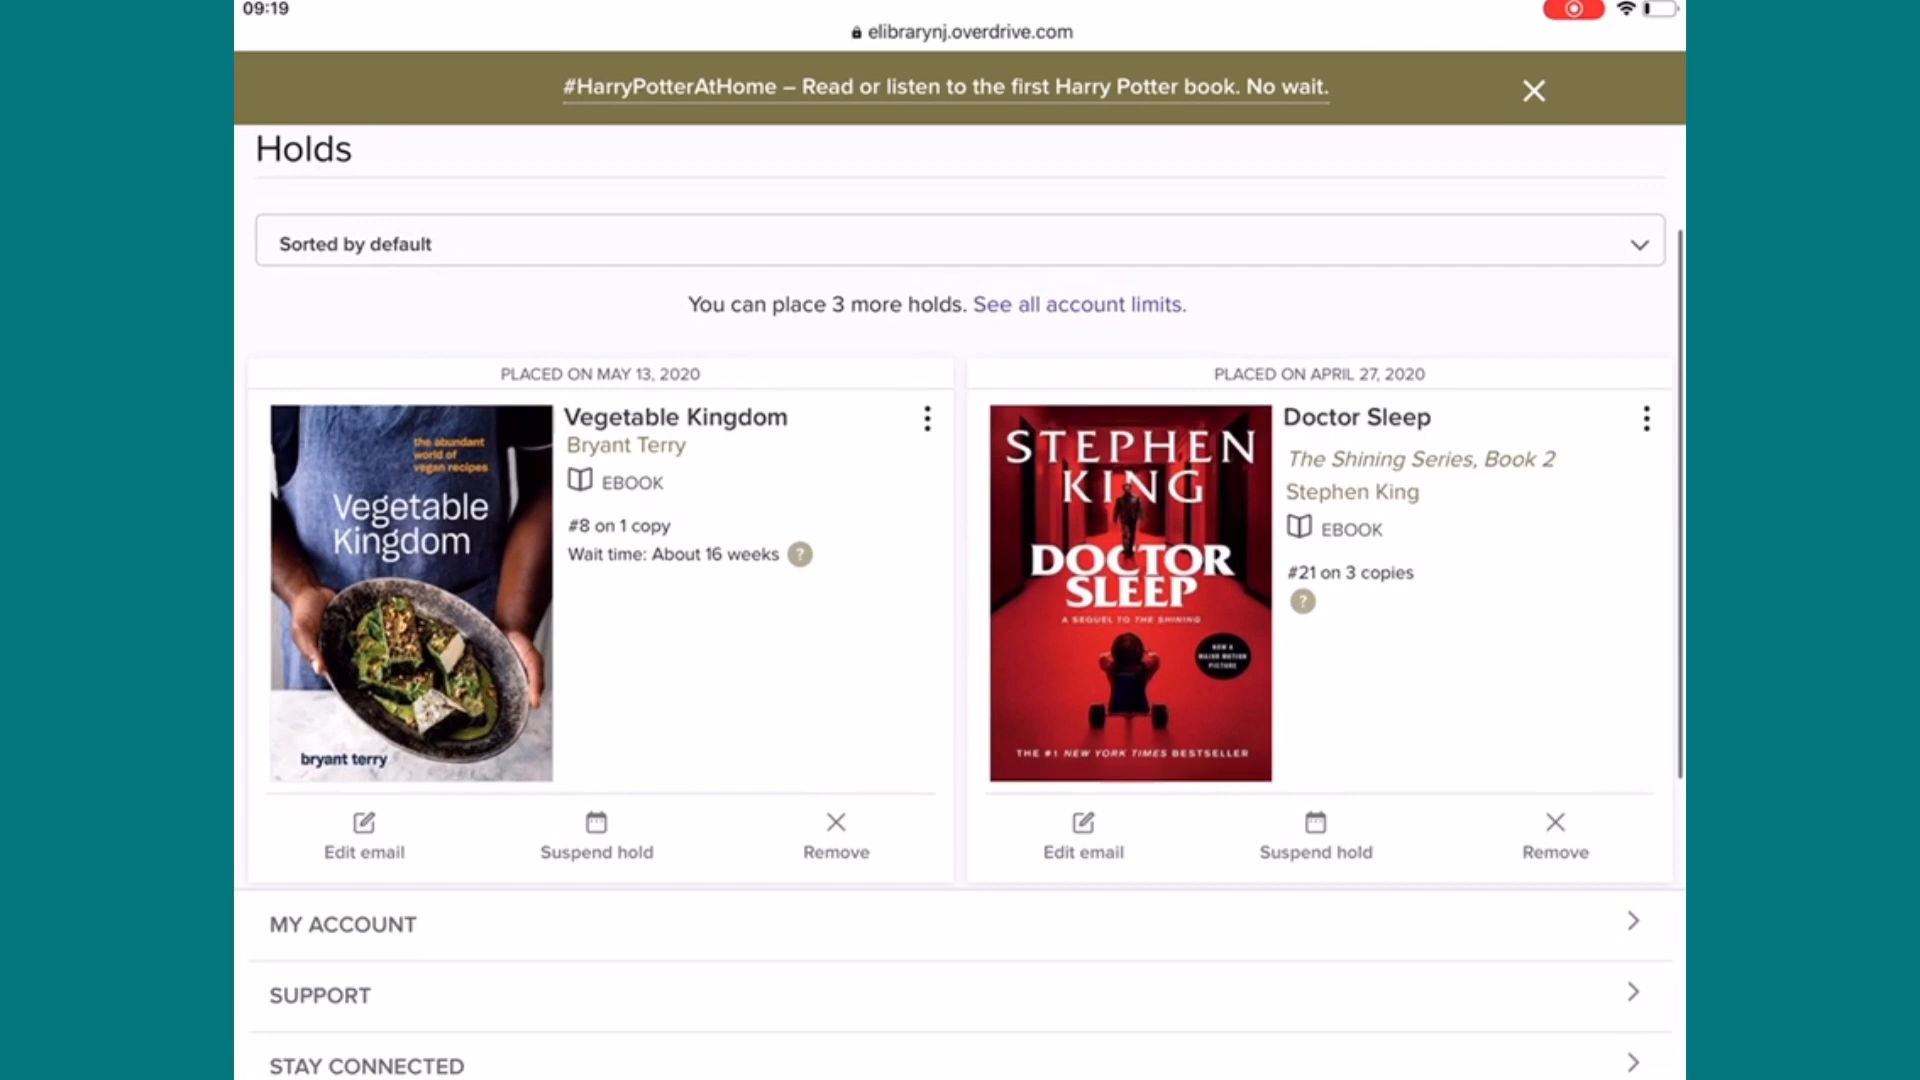 09:19
elibrarynj.overdrive.com
#HarryPotterAtHome – Read or listen to the first Harry Potter book. No wait.
Holds
Sorted by default
You can place 3 more holds. See all account limits.
PLACED ON MAY 13, 2020
Vegetable Kingdom
Bryant Terry
EBOOK
#8 on 1 copy
Wait time: About 16 weeks ?
the abundant
world of
vegan recipes
Vegetable
Kingdom
bryant terry
Edit email
Suspend hold
Remove
PLACED ON APRIL 27, 2020
Doctor Sleep
The Shining Series, Book 2
Stephen King
EBOOK
#21 on 3 copies
?
STEPHEN
KING
DOCTOR
SLEEP
A SEQUEL TO THE SHINING
NOW A
MAJOR MOTION
PICTURE
THE #1 NEW YORK TIMES BESTSELLER
Edit email
Suspend hold
Remove
MY ACCOUNT
SUPPORT
STAY CONNECTED